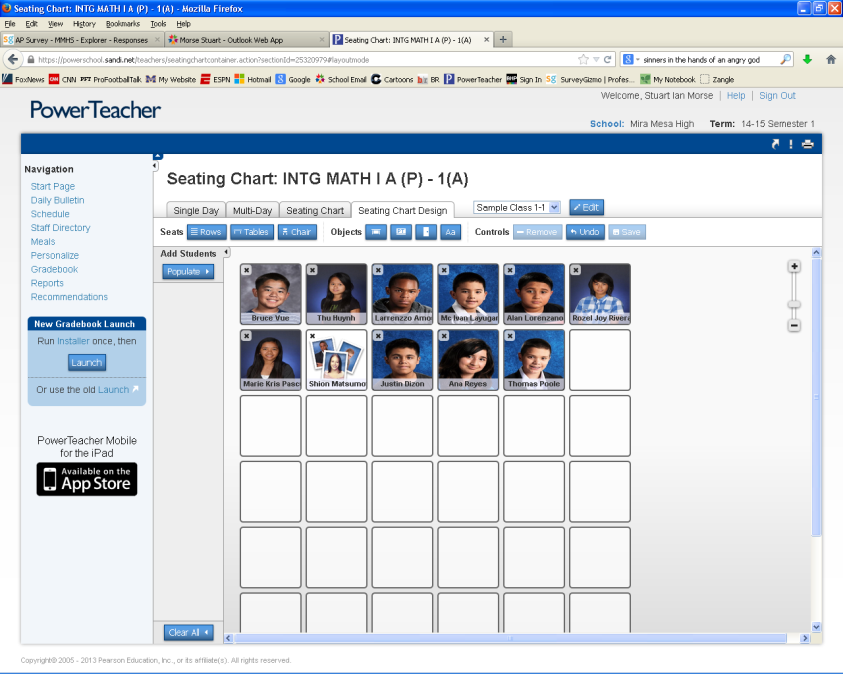 Seating Chart: INTG MATH I A (P) - 1(A) - Mozilla Firefox
File Edit View History Bookmarks Tools Help
SG AP Survey - MMHS - Explorer - Responses × Morse Stuart - Outlook Web App × P Seating Chart: INTG MATH I A (P) - 1(A) × +
https://powerschool.sandi.net/teachers/seatingchartcontainer.action?sectionId=25320979#layoutmode 8 sinners in the hands of an angry god
FoxNews CNN PFT ProFootballTalk My Website ESPN Hotmail Google School Email Cartoons BR PowerTeacher Sign In SG SurveyGizmo | Profes... My Notebook Zangle
Welcome, Stuart Ian Morse | Help | Sign Out
PowerTeacher
School: Mira Mesa High Term: 14-15 Semester 1
Navigation
Start Page
Daily Bulletin
Schedule
Staff Directory
Meals
Personalize
Gradebook
Reports
Recommendations
New Gradebook Launch
Run Installer once, then
Launch
Or use the old Launch
PowerTeacher Mobile
for the iPad
Available on the
App Store
Seating Chart: INTG MATH I A (P) - 1(A)
Single Day Multi-Day Seating Chart Seating Chart Design Sample Class 1-1 Edit
Seats Rows Tables Chair Objects Aa Controls Remove Undo Save
Add Students
Populate
Bruce Vue Thu Huynh Larrenzzo Amo Mc Ivan Layugan Alan Lorenzano Rozel Joy Rivera
Marie Kris Pasc Shion Matsumo Justin Dizon Ana Reyes Thomas Poole
Clear All
Copyright© 2005 - 2013 Pearson Education, Inc., or its affiliate(s). All rights reserved.